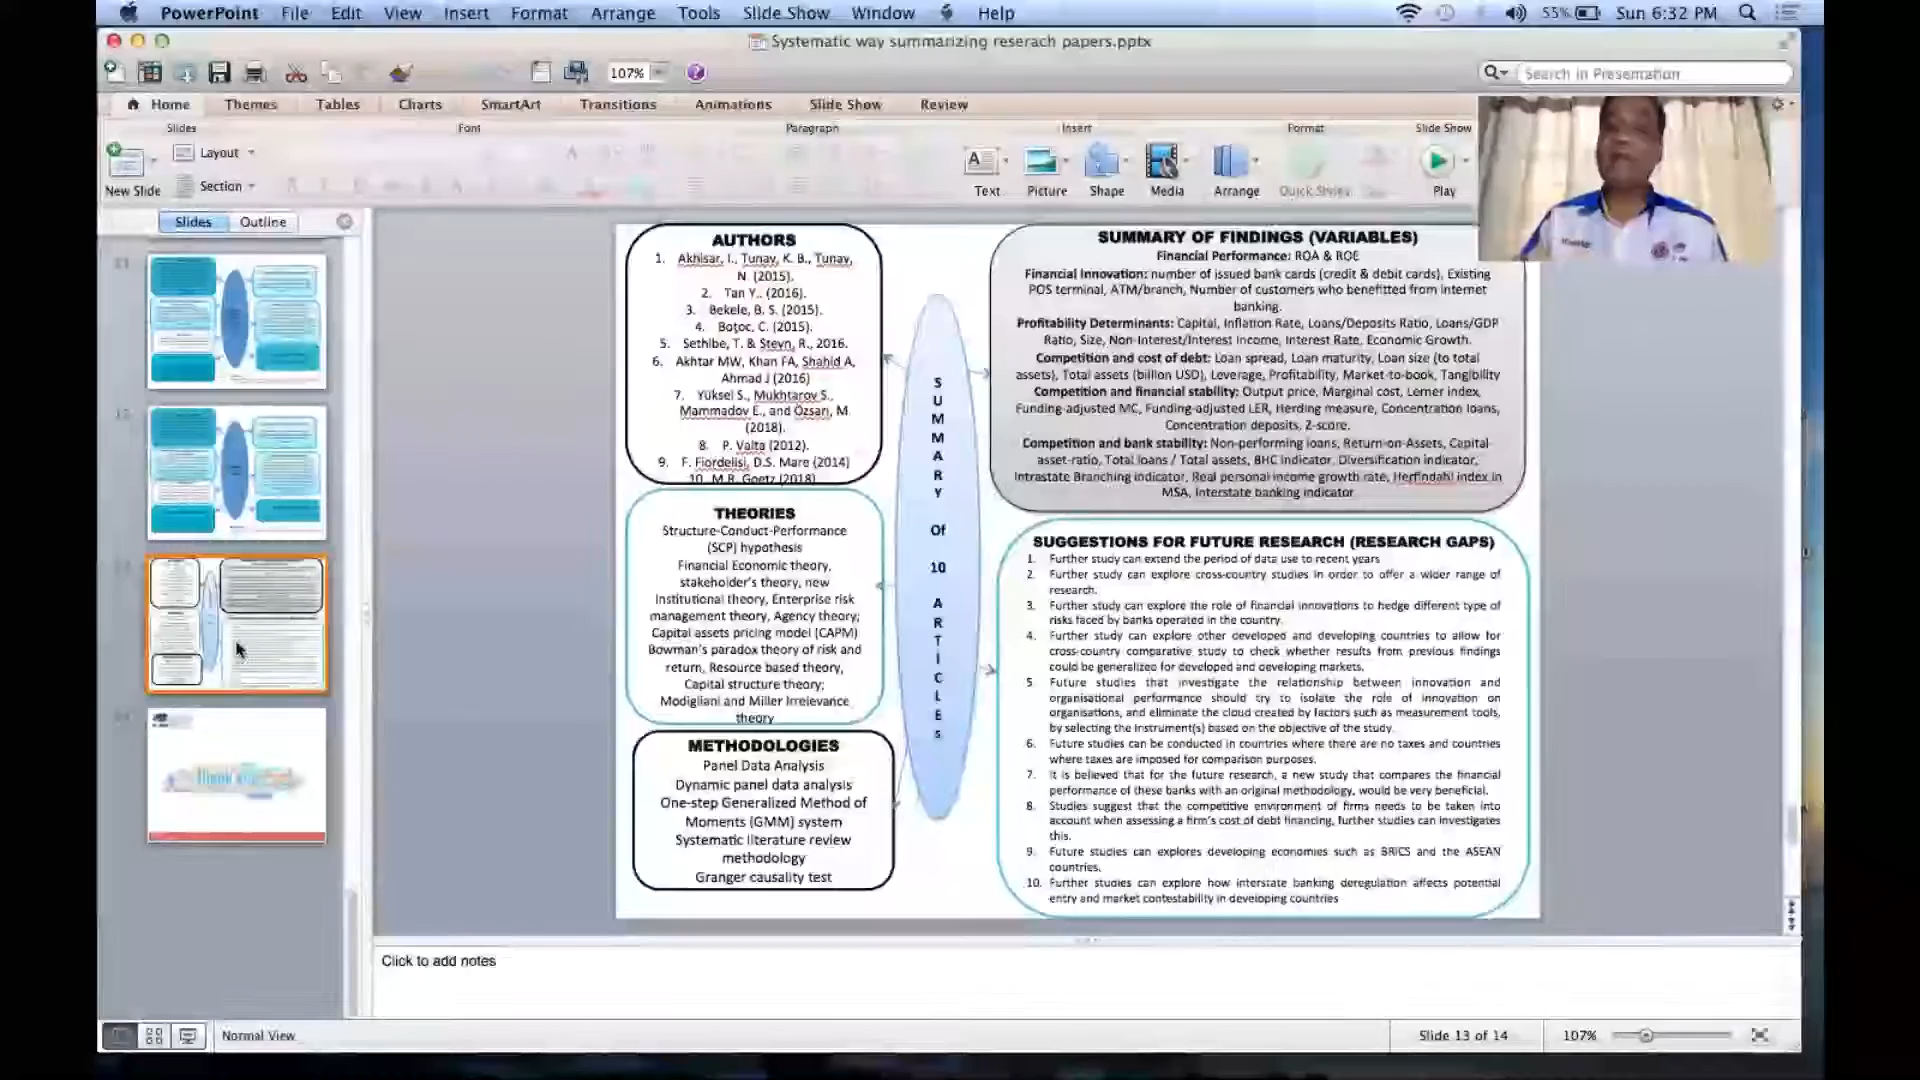 PowerPoint File Edit View Insert Format Arrange Tools Slide Show Window Help
55% Sun 6:32 PM
Systematic way summarizing reserach papers.pptx
107%
Search in Presentation
Home Themes Tables Charts SmartArt Transitions Animations Slide Show Review
Slides Font Paragraph Insert Format Slide Show
Layout
New Slide Section
Text Picture Shape Media Arrange Quick Styles Play
Slides Outline
AUTHORS
1. Akhisar, I., Tunay, K. B., Tunay,
N. (2015).
2. Tan Y.. (2016).
3. Bekele, B. S. (2015).
4. Boţoc, C. (2015).
5. Sethibe, T. & Steyn, R., 2016.
6. Akhtar MW, Khan FA, Shahid A,
Ahmad J (2016)
7. Yüksel S., Mukhtarov S.,
Mammadov E., and Özsarı, M.
(2018).
8. P. Valta (2012).
9. F. Fiordelisi, D.S. Mare (2014)
10. M.R. Goetz (2018)
THEORIES
Structure-Conduct-Performance
(SCP) hypothesis
Financial Economic theory,
stakeholder's theory, new
Institutional theory, Enterprise risk
management theory, Agency theory;
Capital assets pricing model (CAPM)
Bowman's paradox theory of risk and
return, Resource based theory,
Capital structure theory;
Modigliani and Miller Irrelevance
theory
METHODOLOGIES
Panel Data Analysis
Dynamic panel data analysis
One-step Generalized Method of
Moments (GMM) system
Systematic literature review
methodology
Granger causality test
SUMMARY Of 10 ARTICLEs
SUMMARY OF FINDINGS (VARIABLES)
Financial Performance: ROA & ROE
Financial Innovation: number of issued bank cards (credit & debit cards), Existing
POS terminal, ATM/branch, Number of customers who benefitted from internet
banking.
Profitability Determinants: Capital, Inflation Rate, Loans/Deposits Ratio, Loans/GDP
Ratio, Size, Non-Interest/Interest Income, Interest Rate, Economic Growth.
Competition and cost of debt: Loan spread, Loan maturity, Loan size (to total
assets), Total assets (billion USD), Leverage, Profitability, Market-to-book, Tangibility
Competition and financial stability: Output price, Marginal cost, Lerner index,
Funding-adjusted MC, Funding-adjusted LER, Herding measure, Concentration loans,
Concentration deposits, Z-score.
Competition and bank stability: Non-performing loans, Return-on-Assets, Capital
asset-ratio, Total loans / Total assets, BHC indicator, Diversification indicator,
Intrastate Branching indicator, Real personal income growth rate, Herfindahl index in
MSA, Interstate banking indicator
SUGGESTIONS FOR FUTURE RESEARCH (RESEARCH GAPS)
1. Further study can extend the period of data use to recent years
2. Further study can explore cross-country studies in order to offer a wider range of
research.
3. Further study can explore the role of financial innovations to hedge different type of
risks faced by banks operated in the country.
4. Further study can explore other developed and developing countries to allow for
cross-country comparative study to check whether results from previous findings
could be generalized for developed and developing markets.
5. Future studies that investigate the relationship between innovation and
organisational performance should try to isolate the role of innovation on
organisations, and eliminate the cloud created by factors such as measurement tools,
by selecting the instrument(s) based on the objective of the study.
6. Future studies can be conducted in countries where there are no taxes and countries
where taxes are imposed for comparison purposes.
7. It is believed that for the future research, a new study that compares the financial
performance of these banks with an original methodology, would be very beneficial.
8. Studies suggest that the competitive environment of firms needs to be taken into
account when assessing a firm's cost of debt financing, further studies can investigates
this.
9. Future studies can explores developing economies such as BRICS and the ASEAN
countries.
10. Further studies can explore how interstate banking deregulation affects potential
entry and market contestability in developing countries
Click to add notes
Normal View Slide 13 of 14 107%